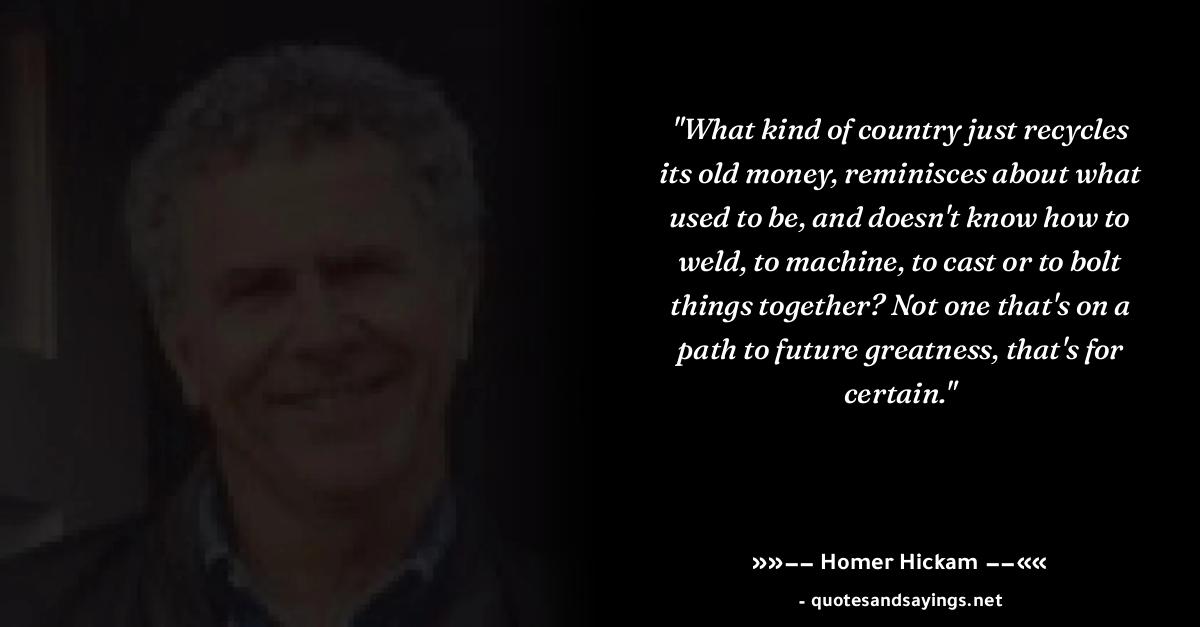 "What kind of country just recycles
its old money, reminisces about what
used to be, and doesn't know how to
weld, to machine, to cast or to bolt
things together? Not one that's on a
path to future greatness, that's for
certain."
»»−− Homer Hickam −−««
- quotesandsayings.net